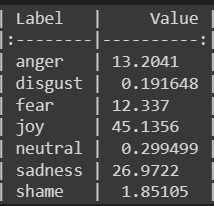 | Label    |     Value |
|:---------|----------:|
| anger    | 13.2041   |
| disgust  |  0.191648 |
| fear     | 12.337    |
| joy      | 45.1356   |
| neutral  |  0.299499 |
| sadness  | 26.9722   |
| shame    |  1.85105  |